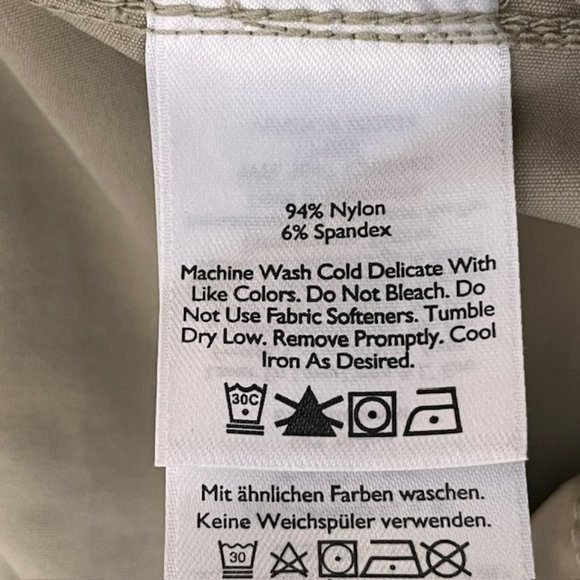 94% Nylon
6% Spandex
Machine Wash Cold Delicate With
Like Colors. Do Not Bleach. Do
Not Use Fabric Softeners. Tumble
Dry Low. Remove Promptly. Cool
Iron As Desired.
30C
Mit ähnlichen Farben waschen.
Keine Weichspüler verwenden.
30